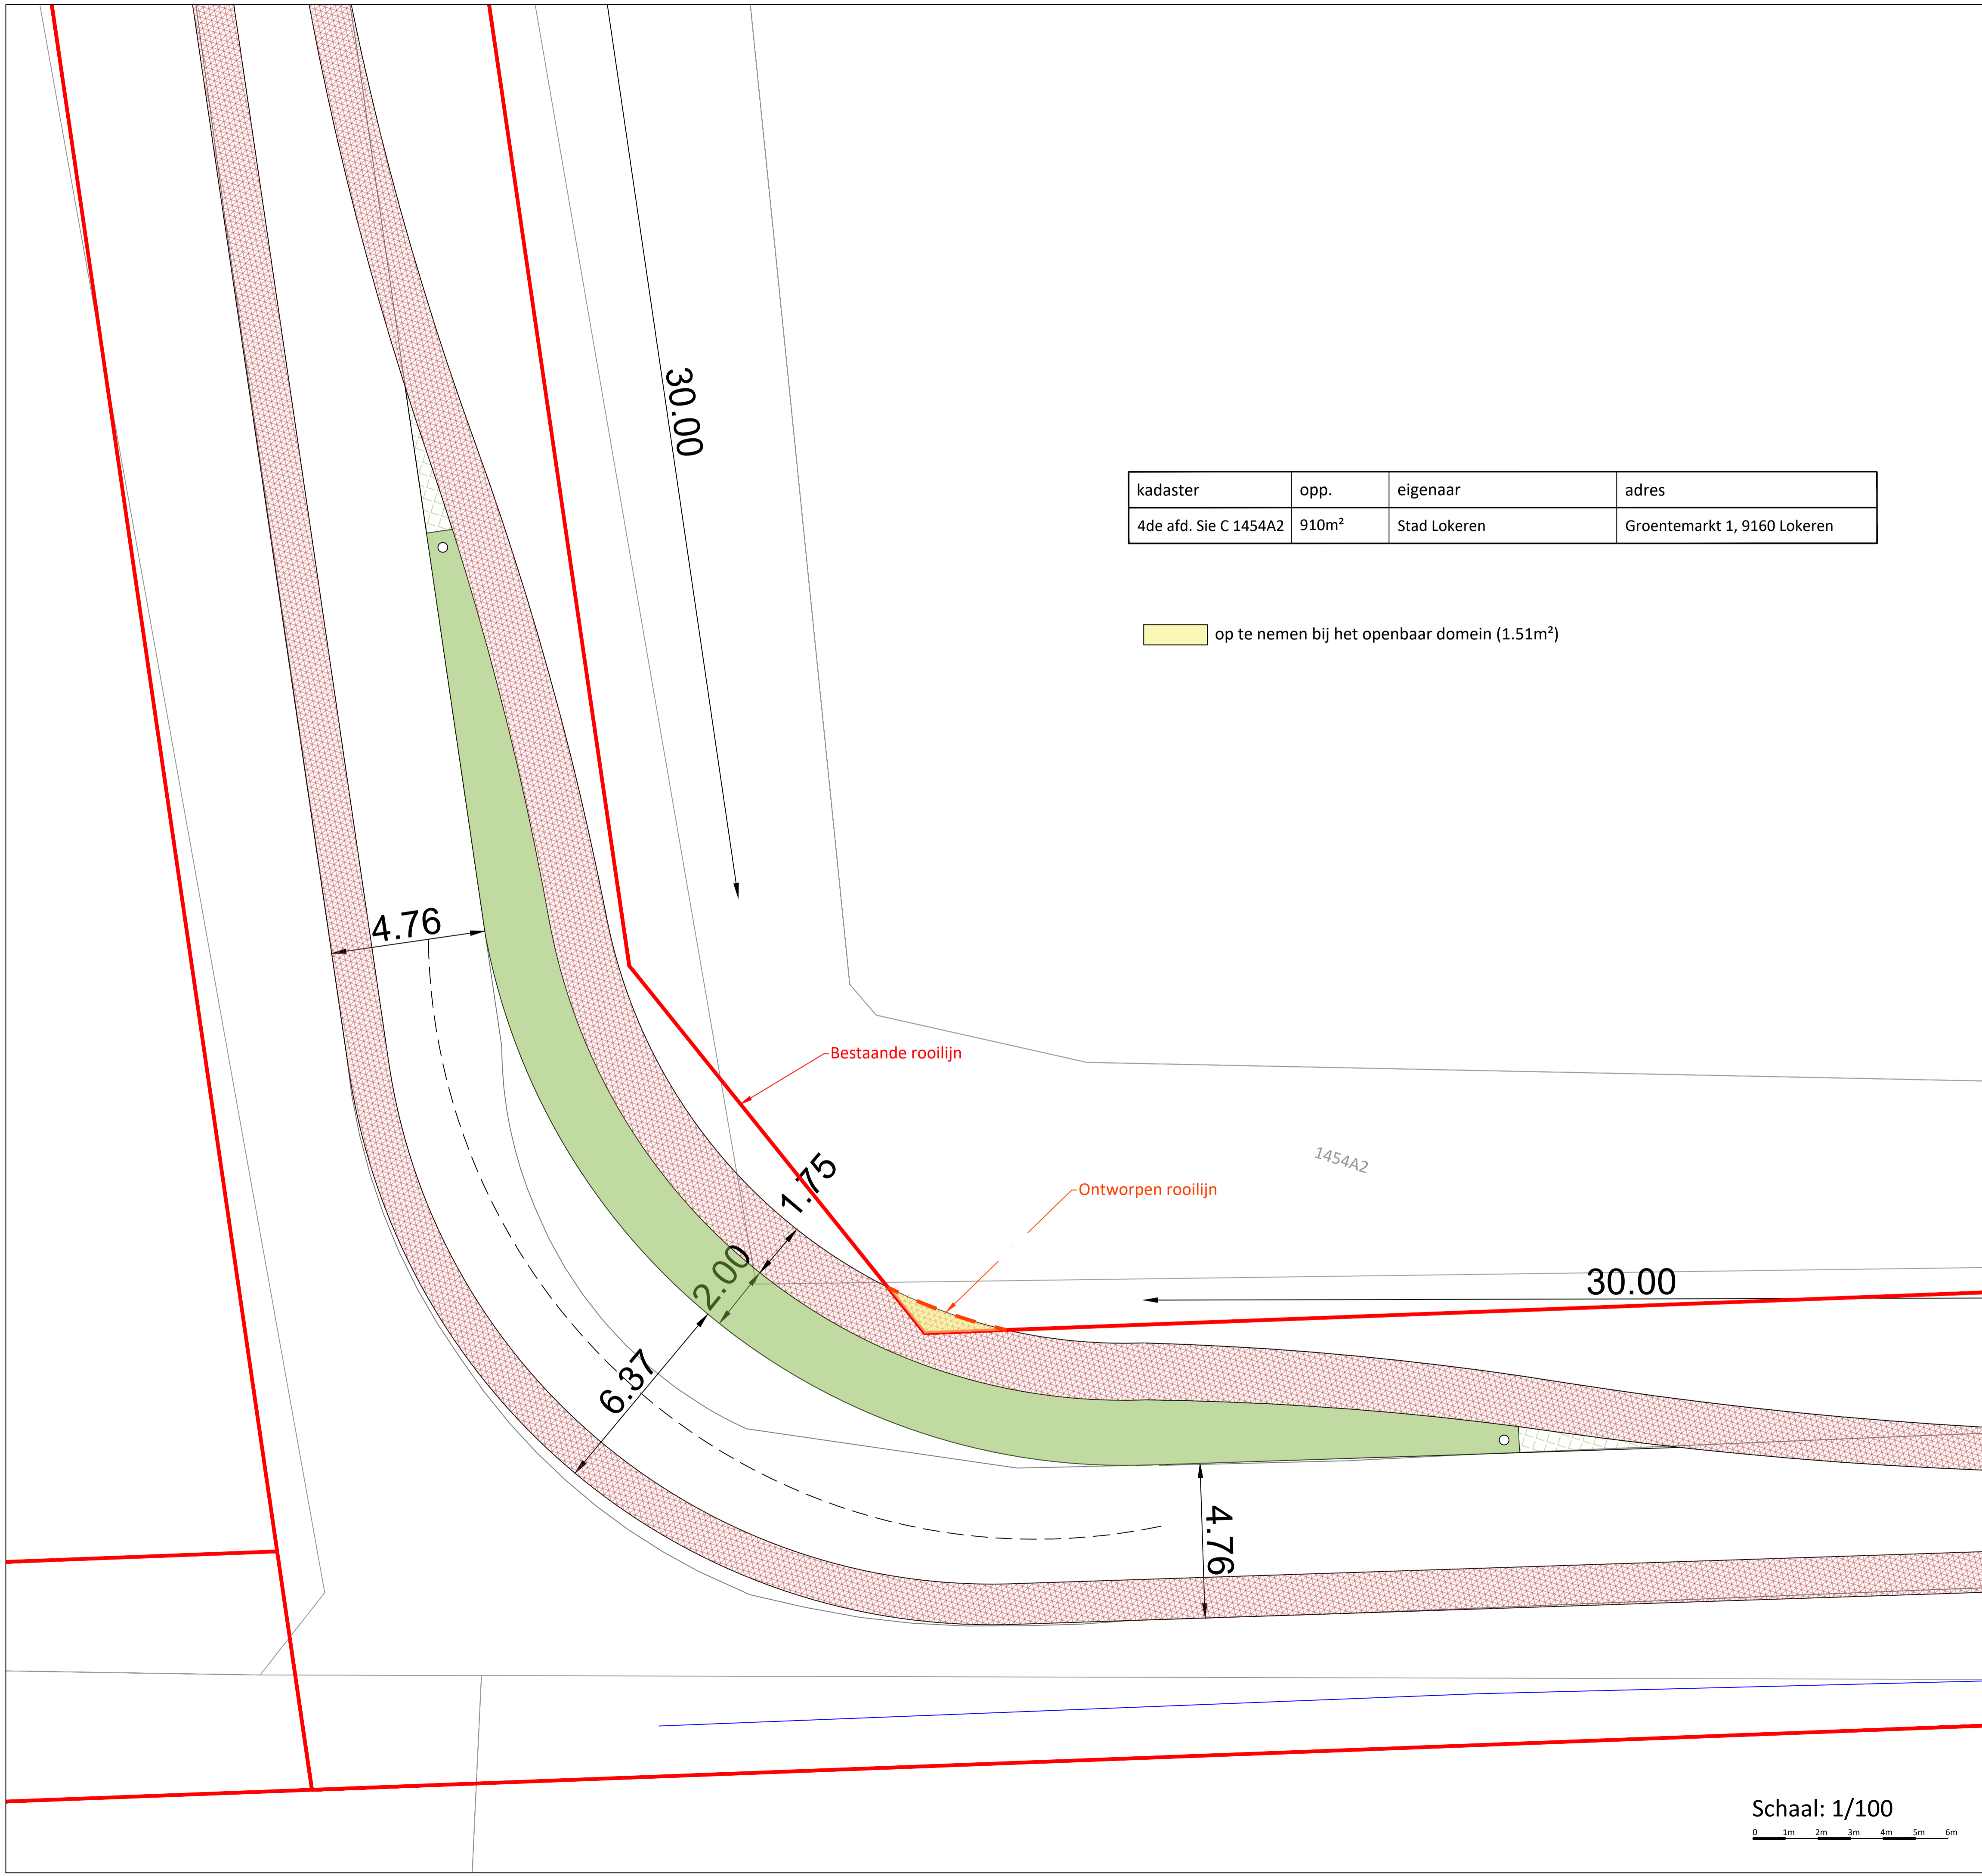 30.00
kadaster opp. eigenaar adres
4de afd. Sie C 1454A2 910m² Stad Lokeren Groentemarkt 1, 9160 Lokeren
op te nemen bij het openbaar domein (1.51m²)
4.76
Bestaande rooilijn
1.75
1454A2
Ontworpen rooilijn
2.00
30.00
6.37
4.76
Schaal: 1/100
0 1m 2m 3m 4m 5m 6m